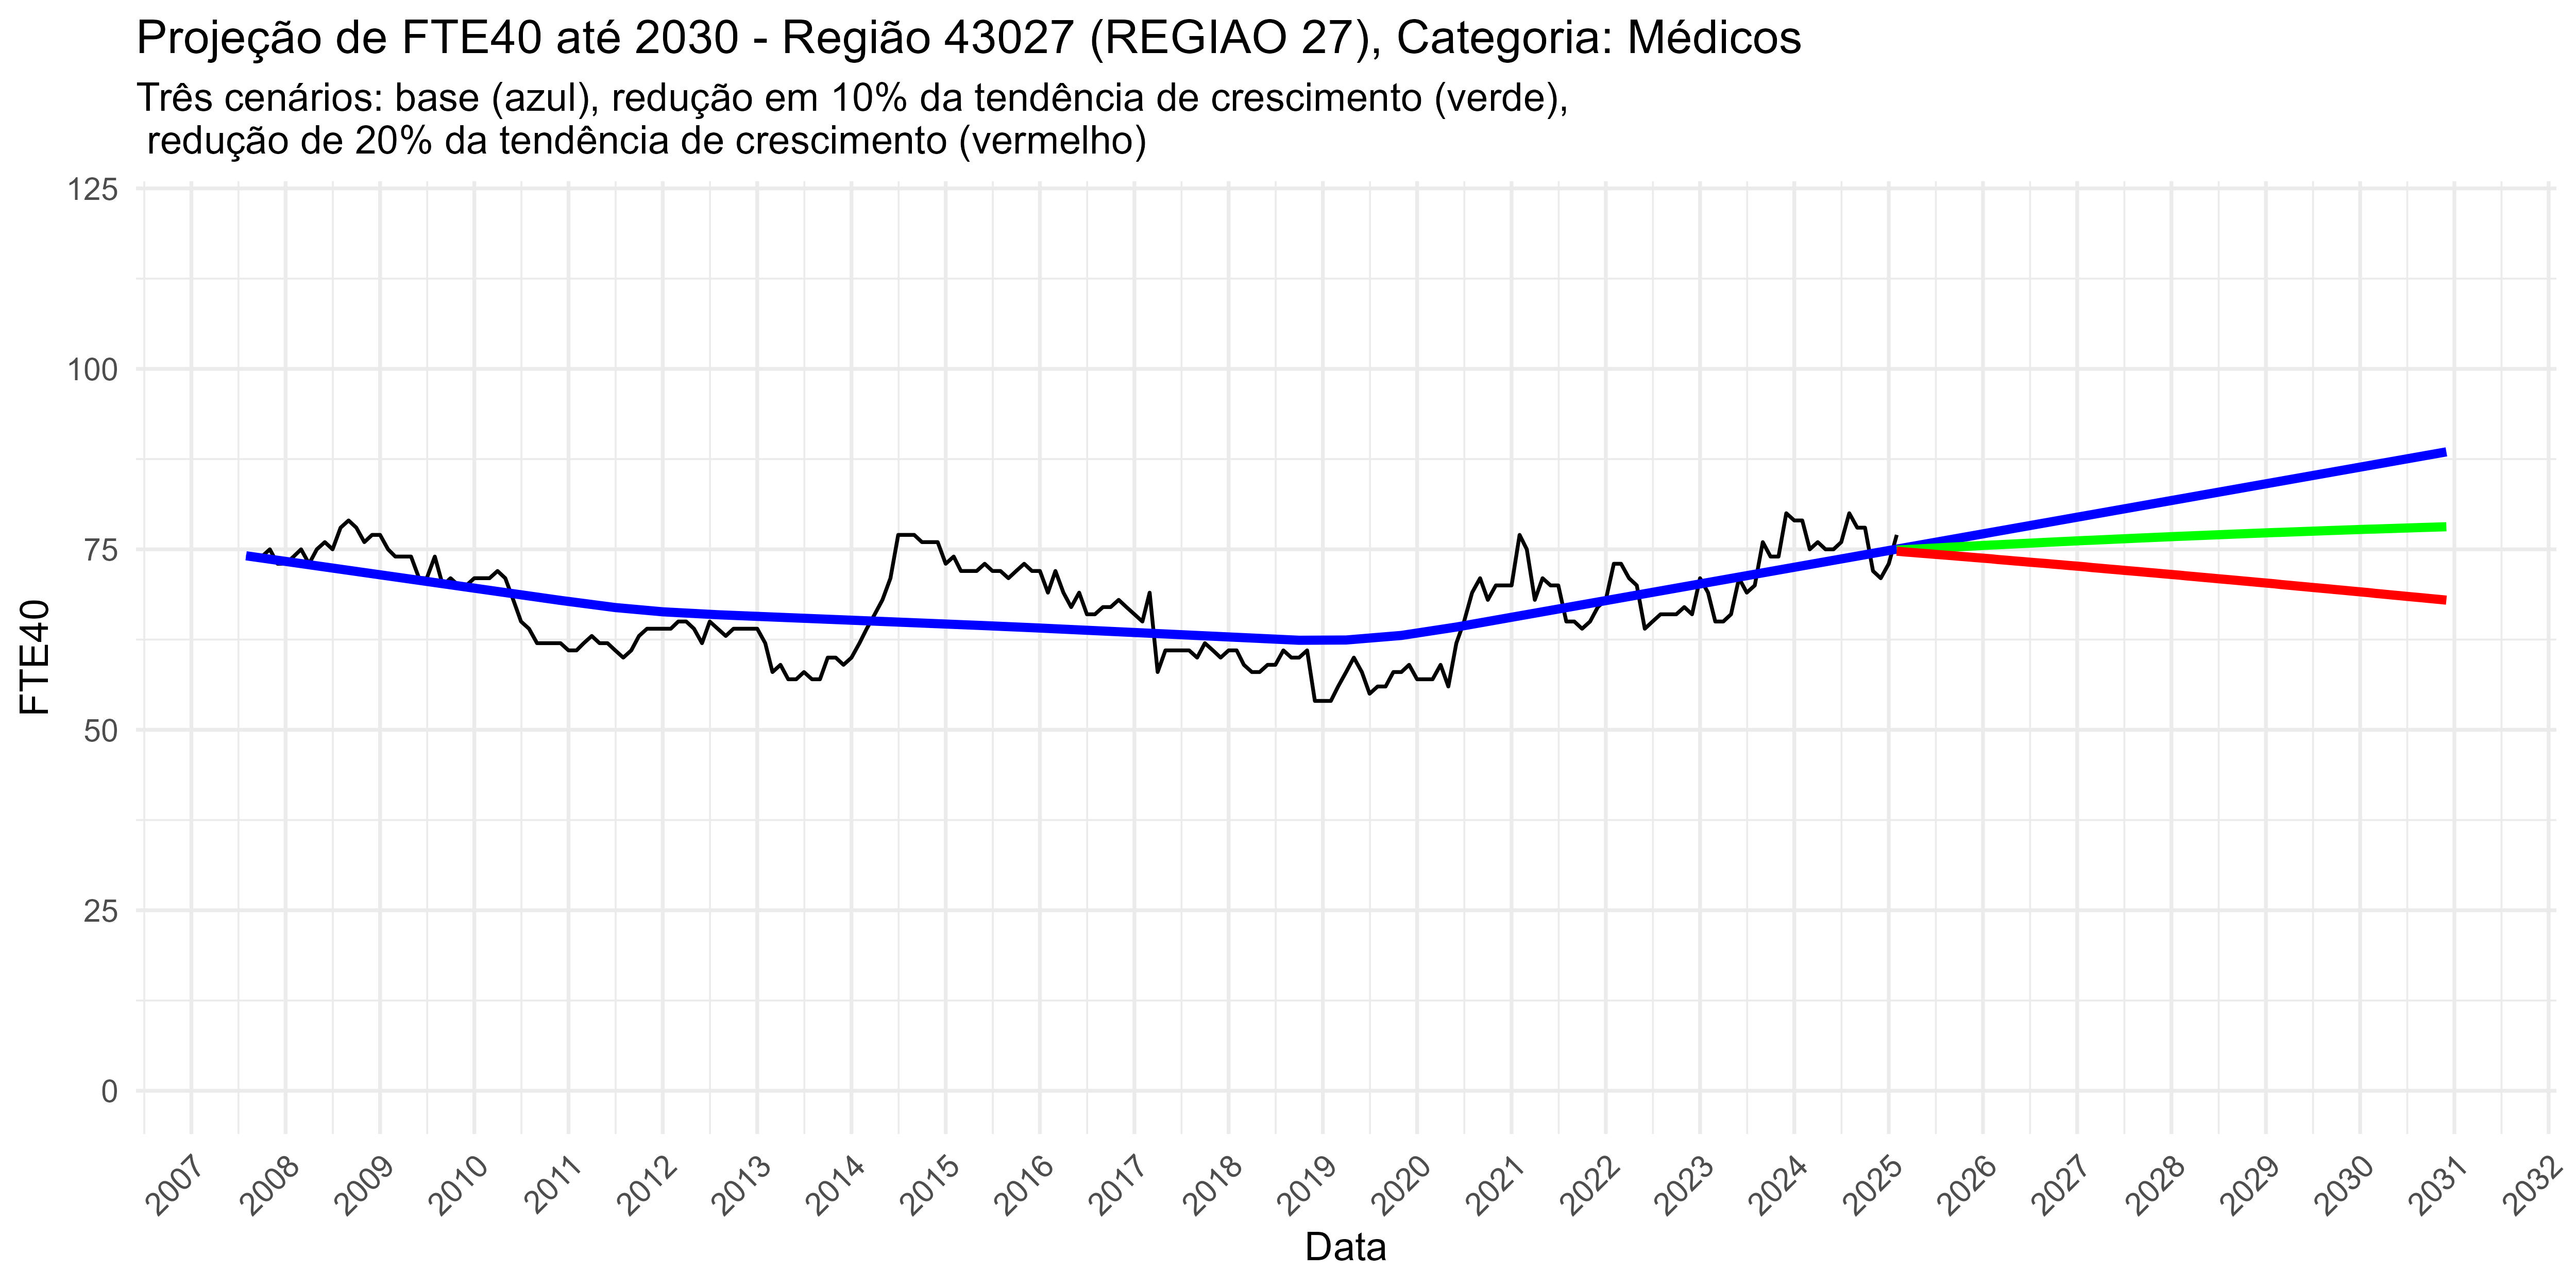 Projeção de FTE40 até 2030 - Região 43027 (REGIAO 27), Categoria: Médicos
Três cenários: base (azul), redução em 10% da tendência de crescimento (verde),
redução de 20% da tendência de crescimento (vermelho)
125
100
75
50
25
0
FTE40
2007 2008 2009 2010 2011 2012 2013 2014 2015 2016 2017 2018 2019 2020 2021 2022 2023 2024 2025 2026 2027 2028 2029 2030 2031 2032
Data